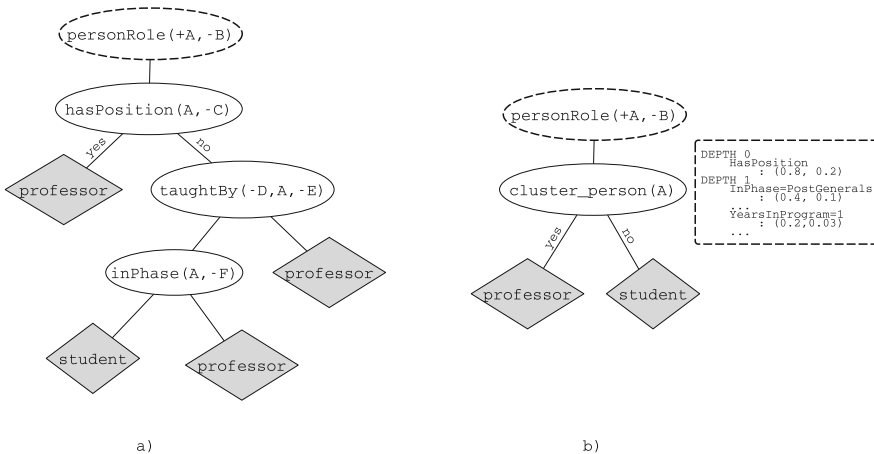 personRole(+A,-B)
hasPosition(A,-C)
yes
no
professor
taughtBy(-D,A,-E)
inPhase(A,-F)
professor
student
professor
a)
personRole(+A,-B)
cluster_person(A)
yes
no
professor
student
DEPTH 0
HasPosition
: (0.8, 0.2)
DEPTH 1
InPhase=PostGenerals
: (0.4, 0.1)
...
YearsInProgram=1
: (0.2,0.03)
...
b)